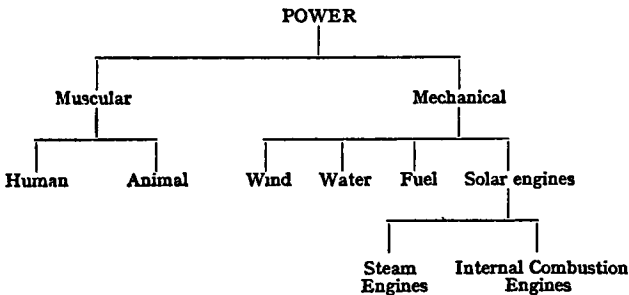 POWER
Muscular Mechanical
Human Animal Wind Water Fuel Solar engines
Steam Internal Combustion
Engines Engines